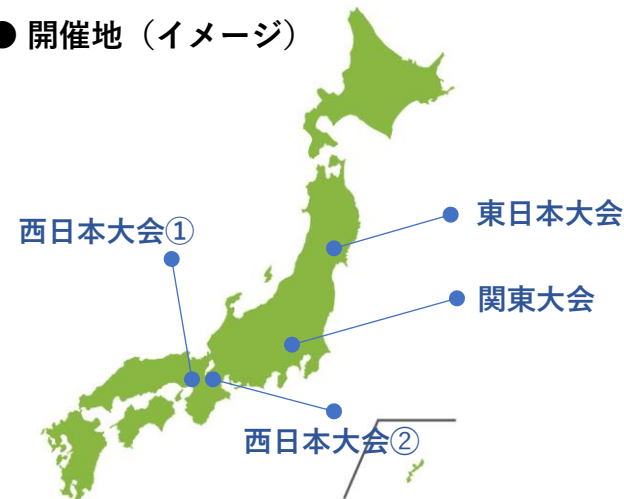 ● 開催地（イメージ）
東日本大会
西日本大会①
関東大会
西日本大会②